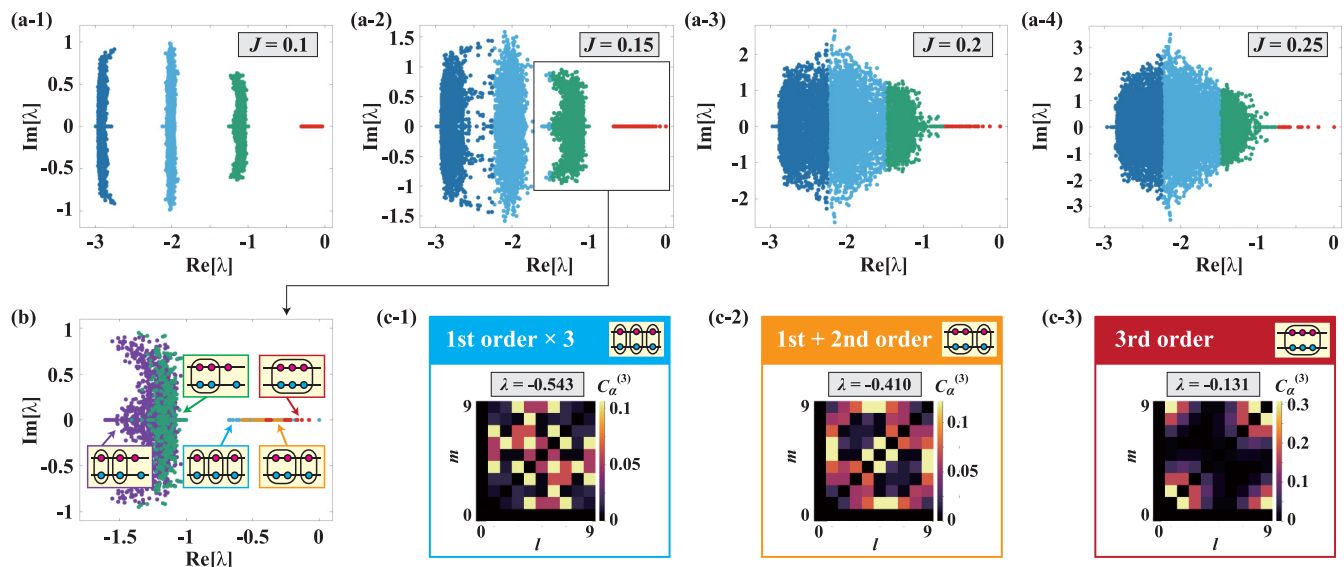 (a-1)
J = 0.1
Im[λ]
1
0.5
0
-0.5
-1
-3
-2
-1
0
Re[λ]
(a-2)
J = 0.15
Im[λ]
1.5
1
0.5
0
-0.5
-1
-1.5
-3
-2
-1
0
Re[λ]
(a-3)
J = 0.2
Im[λ]
2
1
0
-1
-2
-3
-2
-1
0
Re[λ]
(a-4)
J = 0.25
Im[λ]
3
2
1
0
-1
-2
-3
-3
-2
-1
0
Re[λ]
(b)
Im[λ]
1
0.5
0
-0.5
-1
-1.5
-1
-0.5
0
Re[λ]
(c-1)
1st order × 3
λ = -0.543
Cα(3)
9
m
0
0
l
9
0.1
0.05
0
(c-2)
1st + 2nd order
λ = -0.410
Cα(3)
9
m
0
0
l
9
0.1
0.05
0
(c-3)
3rd order
λ = -0.131
Cα(3)
9
m
0
0
l
9
0.3
0.2
0.1
0